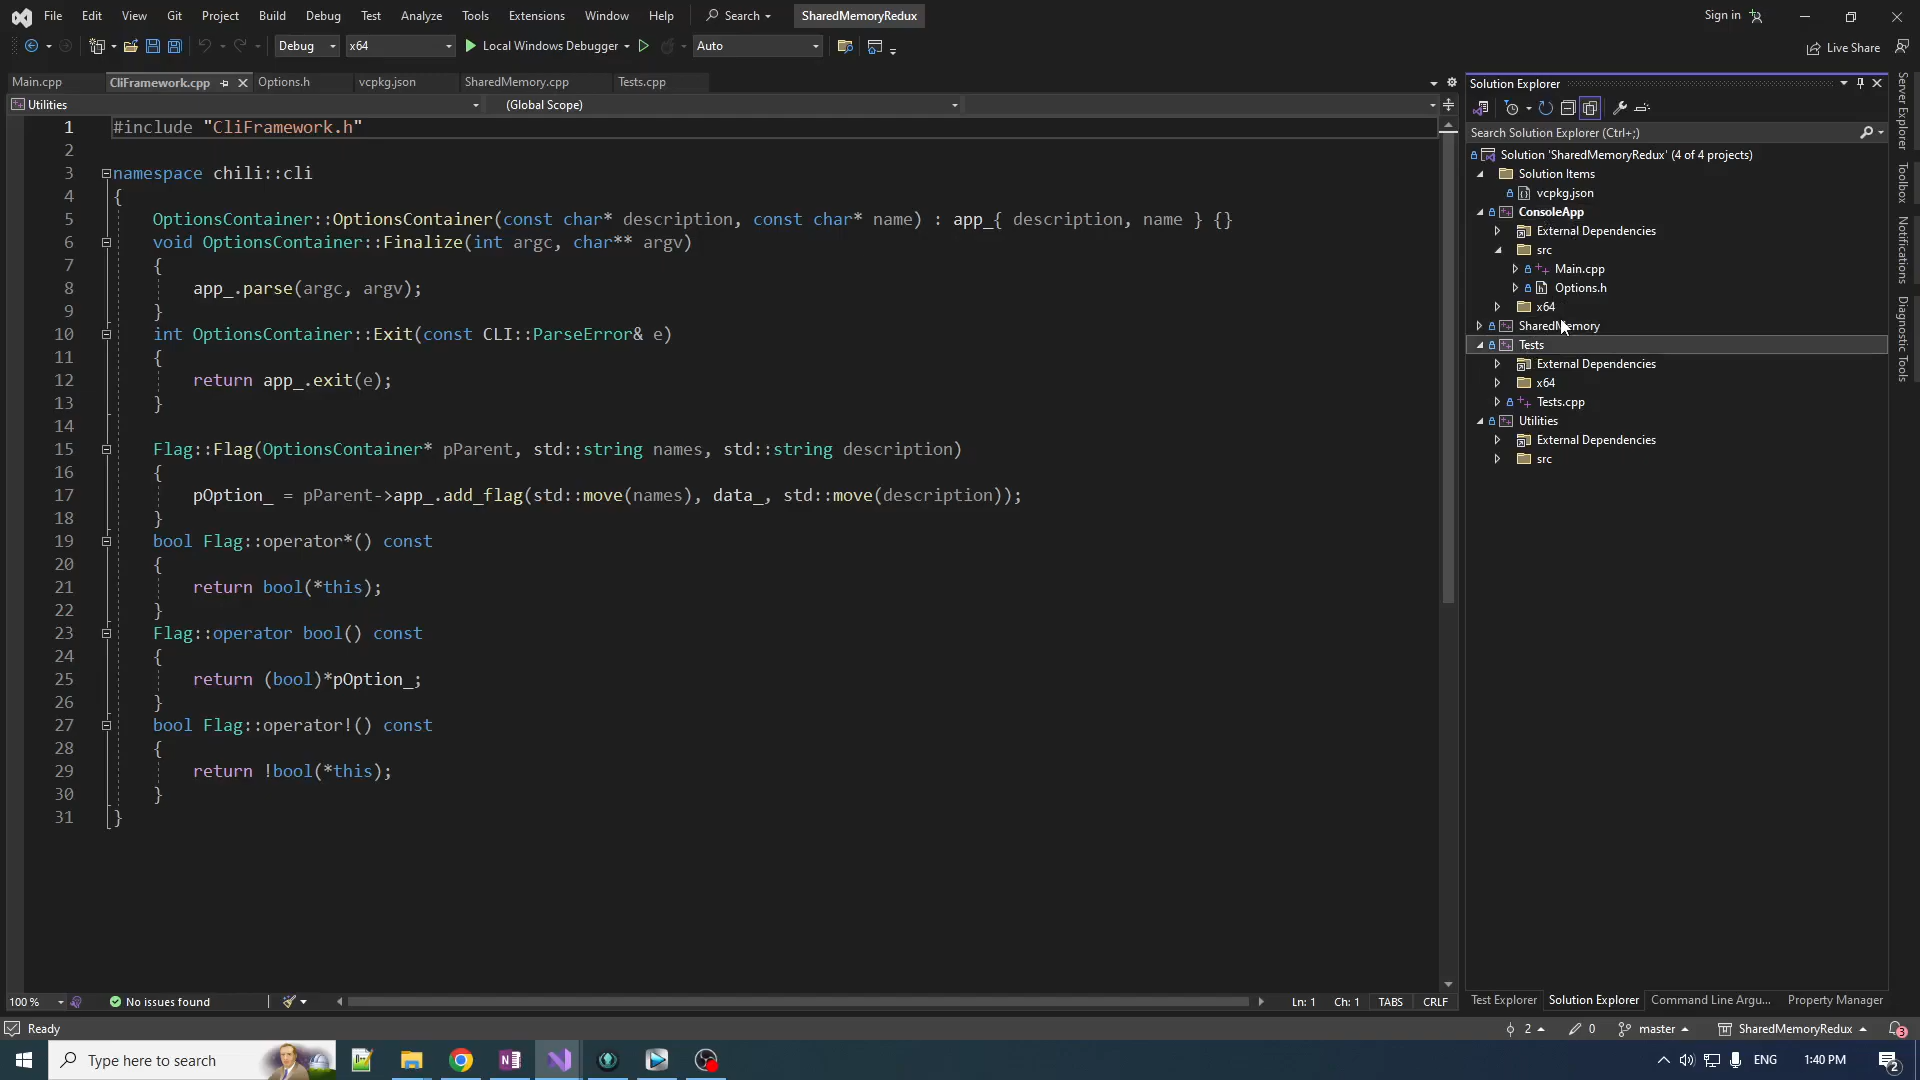 File Edit View Git Project Build Debug Test Analyze Tools Extensions Window Help Search SharedMemoryRedux Sign in
Debug x64 Local Windows Debugger Auto Live Share
Main.cpp CliFramework.cpp Options.h vcpkg.json SharedMemory.cpp Tests.cpp
Utilities (Global Scope)
1 #include "CliFramework.h"
2
3 namespace chili::cli
4 {
5 OptionsContainer::OptionsContainer(const char* description, const char* name) : app_{ description, name } {}
6 void OptionsContainer::Finalize(int argc, char** argv)
7 {
8 app_.parse(argc, argv);
9 }
10 int OptionsContainer::Exit(const CLI::ParseError& e)
11 {
12 return app_.exit(e);
13 }
14
15 Flag::Flag(OptionsContainer* pParent, std::string names, std::string description)
16 {
17 pOption_ = pParent->app_.add_flag(std::move(names), data_, std::move(description));
18 }
19 bool Flag::operator*() const
20 {
21 return bool(*this);
22 }
23 Flag::operator bool() const
24 {
25 return (bool)*pOption_;
26 }
27 bool Flag::operator!() const
28 {
29 return !bool(*this);
30 }
31 }
Solution Explorer
Search Solution Explorer (Ctrl+;)
Solution 'SharedMemoryRedux' (4 of 4 projects)
Solution Items
vcpkg.json
ConsoleApp
External Dependencies
src
Main.cpp
Options.h
x64
SharedMemory
Tests
External Dependencies
x64
Tests.cpp
Utilities
External Dependencies
src
Server Explorer
Toolbox
Notifications
Diagnostic Tools
100 % No issues found Ln: 1 Ch: 1 TABS CRLF
Test Explorer Solution Explorer Command Line Argu... Property Manager
Ready 2 0 master SharedMemoryRedux 3
Type here to search ENG 1:40 PM 2